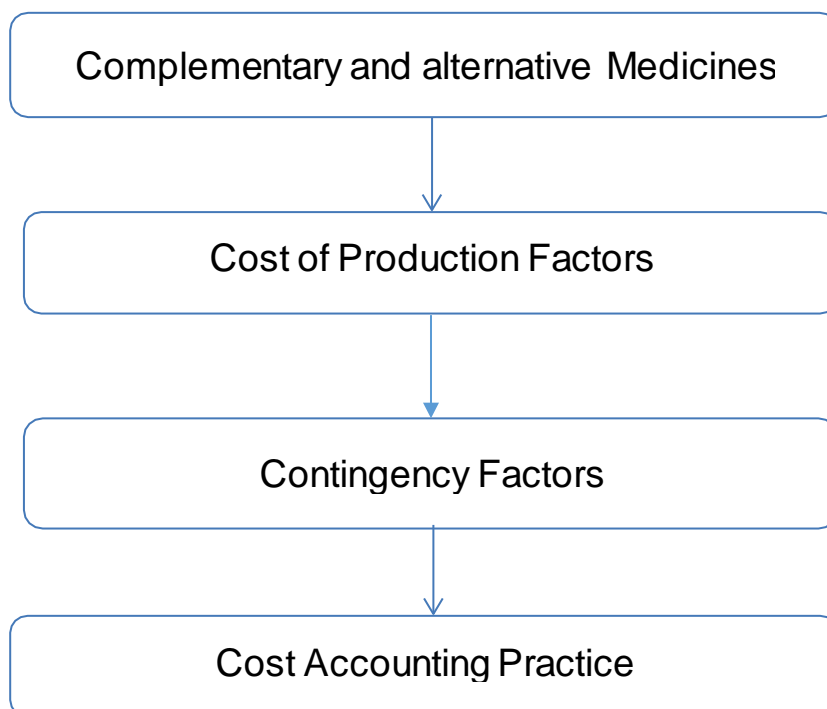 Complementary and alternative Medicines
Cost of Production Factors
Contingency Factors
Cost Accounting Practice